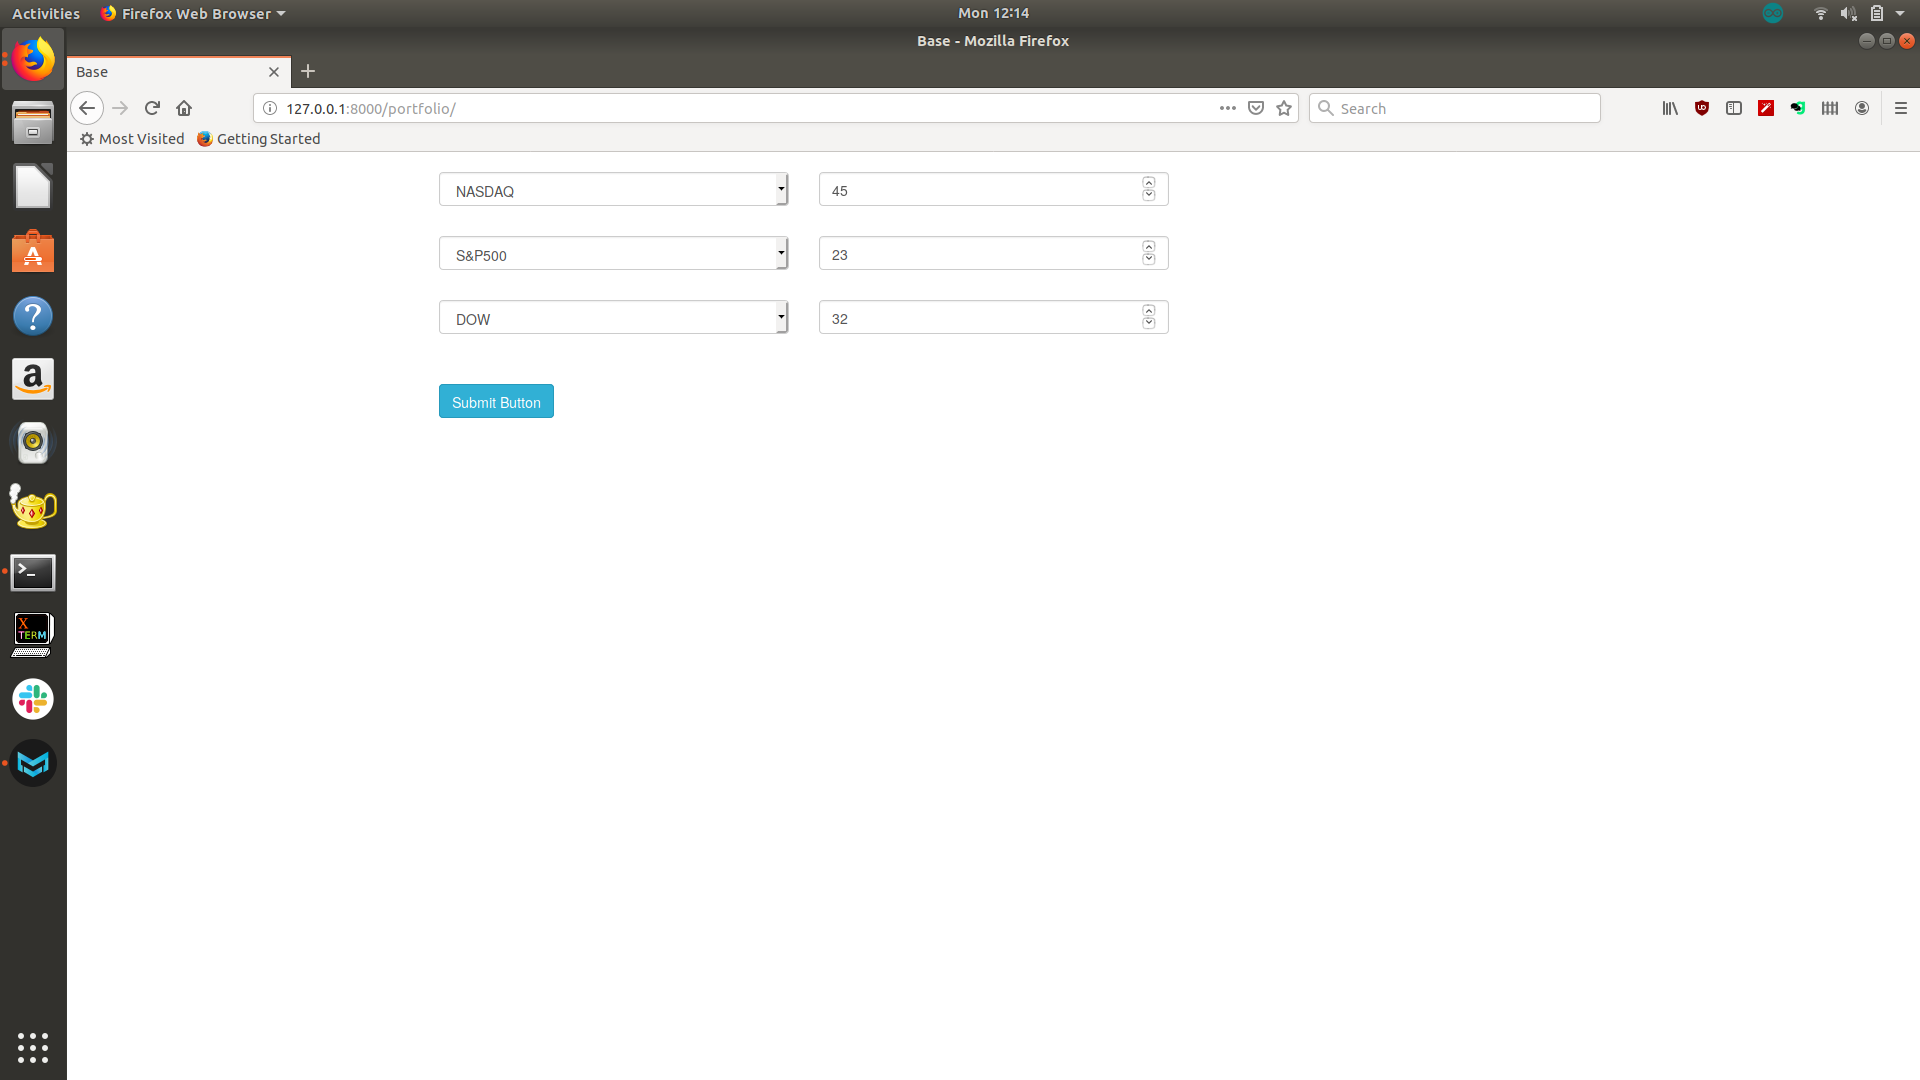 Activities Firefox Web Browser Mon 12:14
Base - Mozilla Firefox
Base
127.0.0.1:8000/portfolio/ Search
Most Visited Getting Started
NASDAQ 45
S&P500 23
DOW 32
Submit Button
a
X
TERM